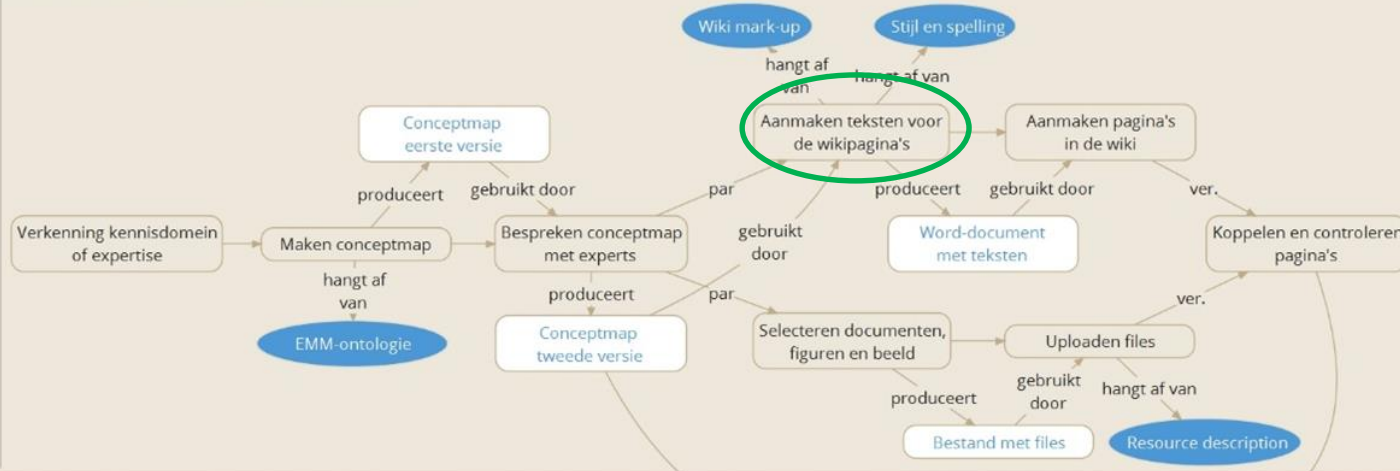 Wiki mark-up
Stijl en spelling
hangt af
van
hangt af van
Conceptmap
eerste versie
Aanmaken teksten voor
de wikipagina's
Aanmaken pagina's
in de wiki
produceert
gebruikt door
par
produceert
gebruikt door
ver.
Verkenning kennisdomein
of expertise
Maken conceptmap
Bespreken conceptmap
met experts
gebruikt
door
Word-document
met teksten
Koppelen en controleren
pagina's
hangt af
van
produceert
par
ver.
EMM-ontologie
Conceptmap
tweede versie
Selecteren documenten,
figuren en beeld
Uploaden files
produceert
gebruikt
door
hangt af van
Bestand met files
Resource description